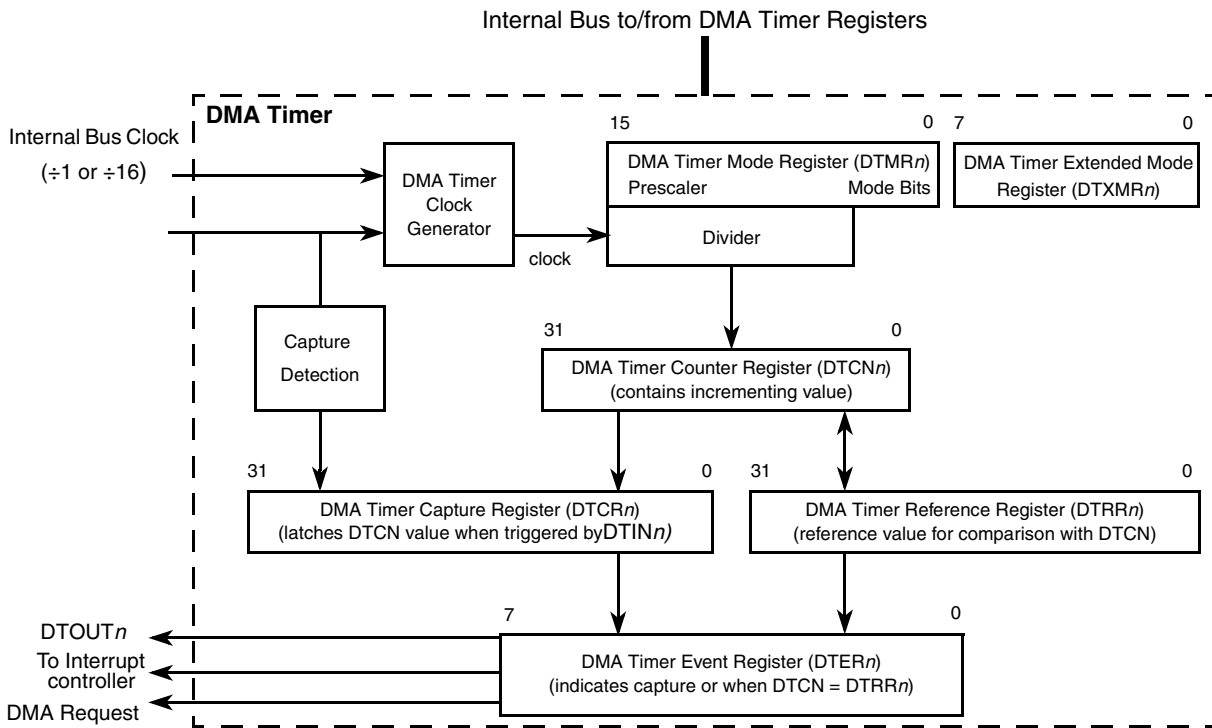 Internal Bus to/from DMA Timer Registers
DMA Timer
Internal Bus Clock
(÷1 or ÷16)
DMA Timer
Clock
Generator
clock
15 0
DMA Timer Mode Register (DTMRn)
Prescaler Mode Bits
Divider
7 0
DMA Timer Extended Mode
Register (DTXMRn)
Capture
Detection
31 0
DMA Timer Counter Register (DTCNn)
(contains incrementing value)
31 0
DMA Timer Capture Register (DTCRn)
(latches DTCN value when triggered byDTINn)
31 0
DMA Timer Reference Register (DTRRn)
(reference value for comparison with DTCN)
7 0
DMA Timer Event Register (DTERn)
(indicates capture or when DTCN = DTRRn)
DTOUTn
To Interrupt
controller
DMA Request